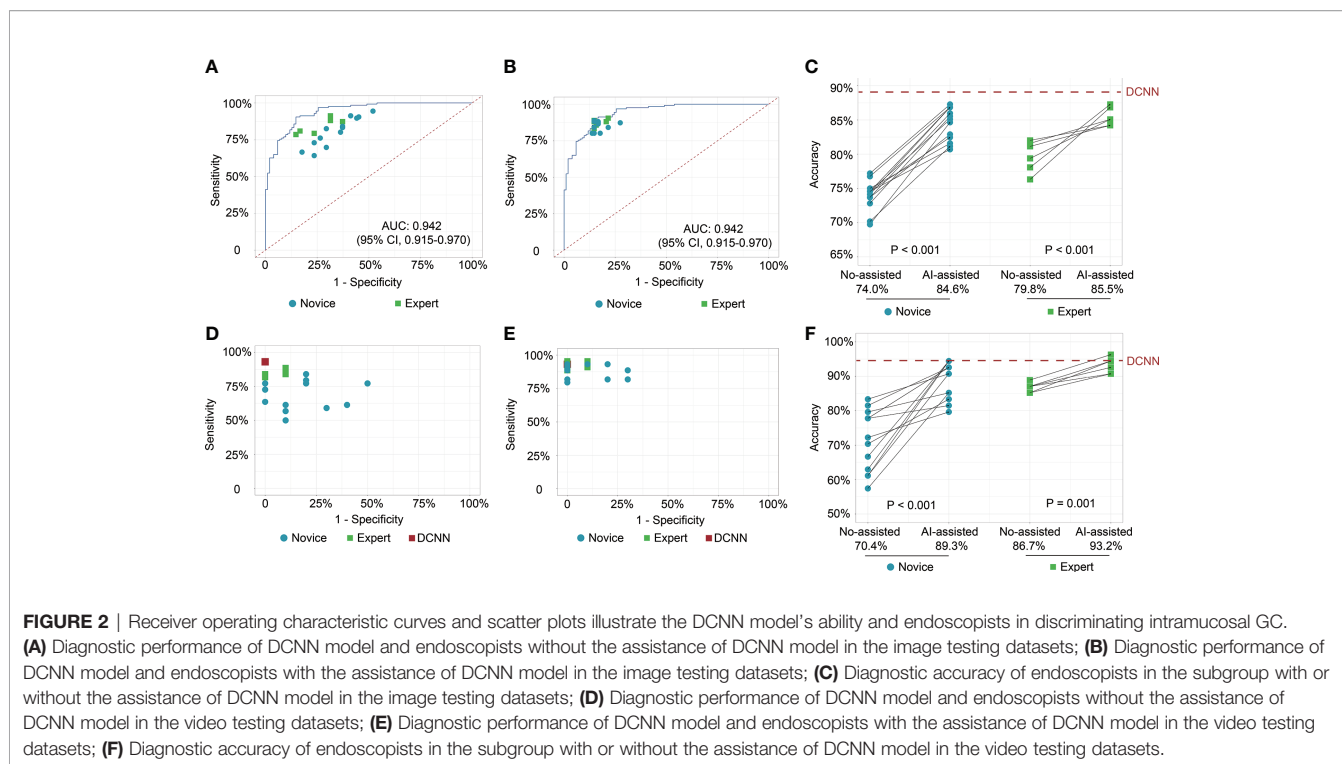 A
100%
75%
50%
25%
0
Sensitivity
AUC: 0.942
(95% CI, 0.915-0.970)
0 25% 50% 75% 100%
1 - Specificity
Novice Expert
B
100%
75%
50%
25%
0
Sensitivity
AUC: 0.942
(95% CI, 0.915-0.970)
0 25% 50% 75% 100%
1 - Specificity
Novice Expert
C
90%
85%
80%
75%
70%
65%
Accuracy
DCNN
P < 0.001 P < 0.001
No-assisted AI-assisted No-assisted AI-assisted
74.0% 84.6% 79.8% 85.5%
Novice Expert
D
100%
75%
50%
25%
0
Sensitivity
0 25% 50% 75% 100%
1 - Specificity
Novice Expert DCNN
E
100%
75%
50%
25%
0
Sensitivity
0 25% 50% 75% 100%
1 - Specificity
Novice Expert DCNN
F
100%
90%
80%
70%
60%
50%
Accuracy
DCNN
P < 0.001 P = 0.001
No-assisted AI-assisted No-assisted AI-assisted
70.4% 89.3% 86.7% 93.2%
Novice Expert
FIGURE 2 | Receiver operating characteristic curves and scatter plots illustrate the DCNN model's ability and endoscopists in discriminating intramucosal GC.
(A) Diagnostic performance of DCNN model and endoscopists without the assistance of DCNN model in the image testing datasets; (B) Diagnostic performance of
DCNN model and endoscopists with the assistance of DCNN model in the image testing datasets; (C) Diagnostic accuracy of endoscopists in the subgroup with or
without the assistance of DCNN model in the image testing datasets; (D) Diagnostic performance of DCNN model and endoscopists without the assistance of
DCNN model in the video testing datasets; (E) Diagnostic performance of DCNN model and endoscopists with the assistance of DCNN model in the video testing
datasets; (F) Diagnostic accuracy of endoscopists in the subgroup with or without the assistance of DCNN model in the video testing datasets.